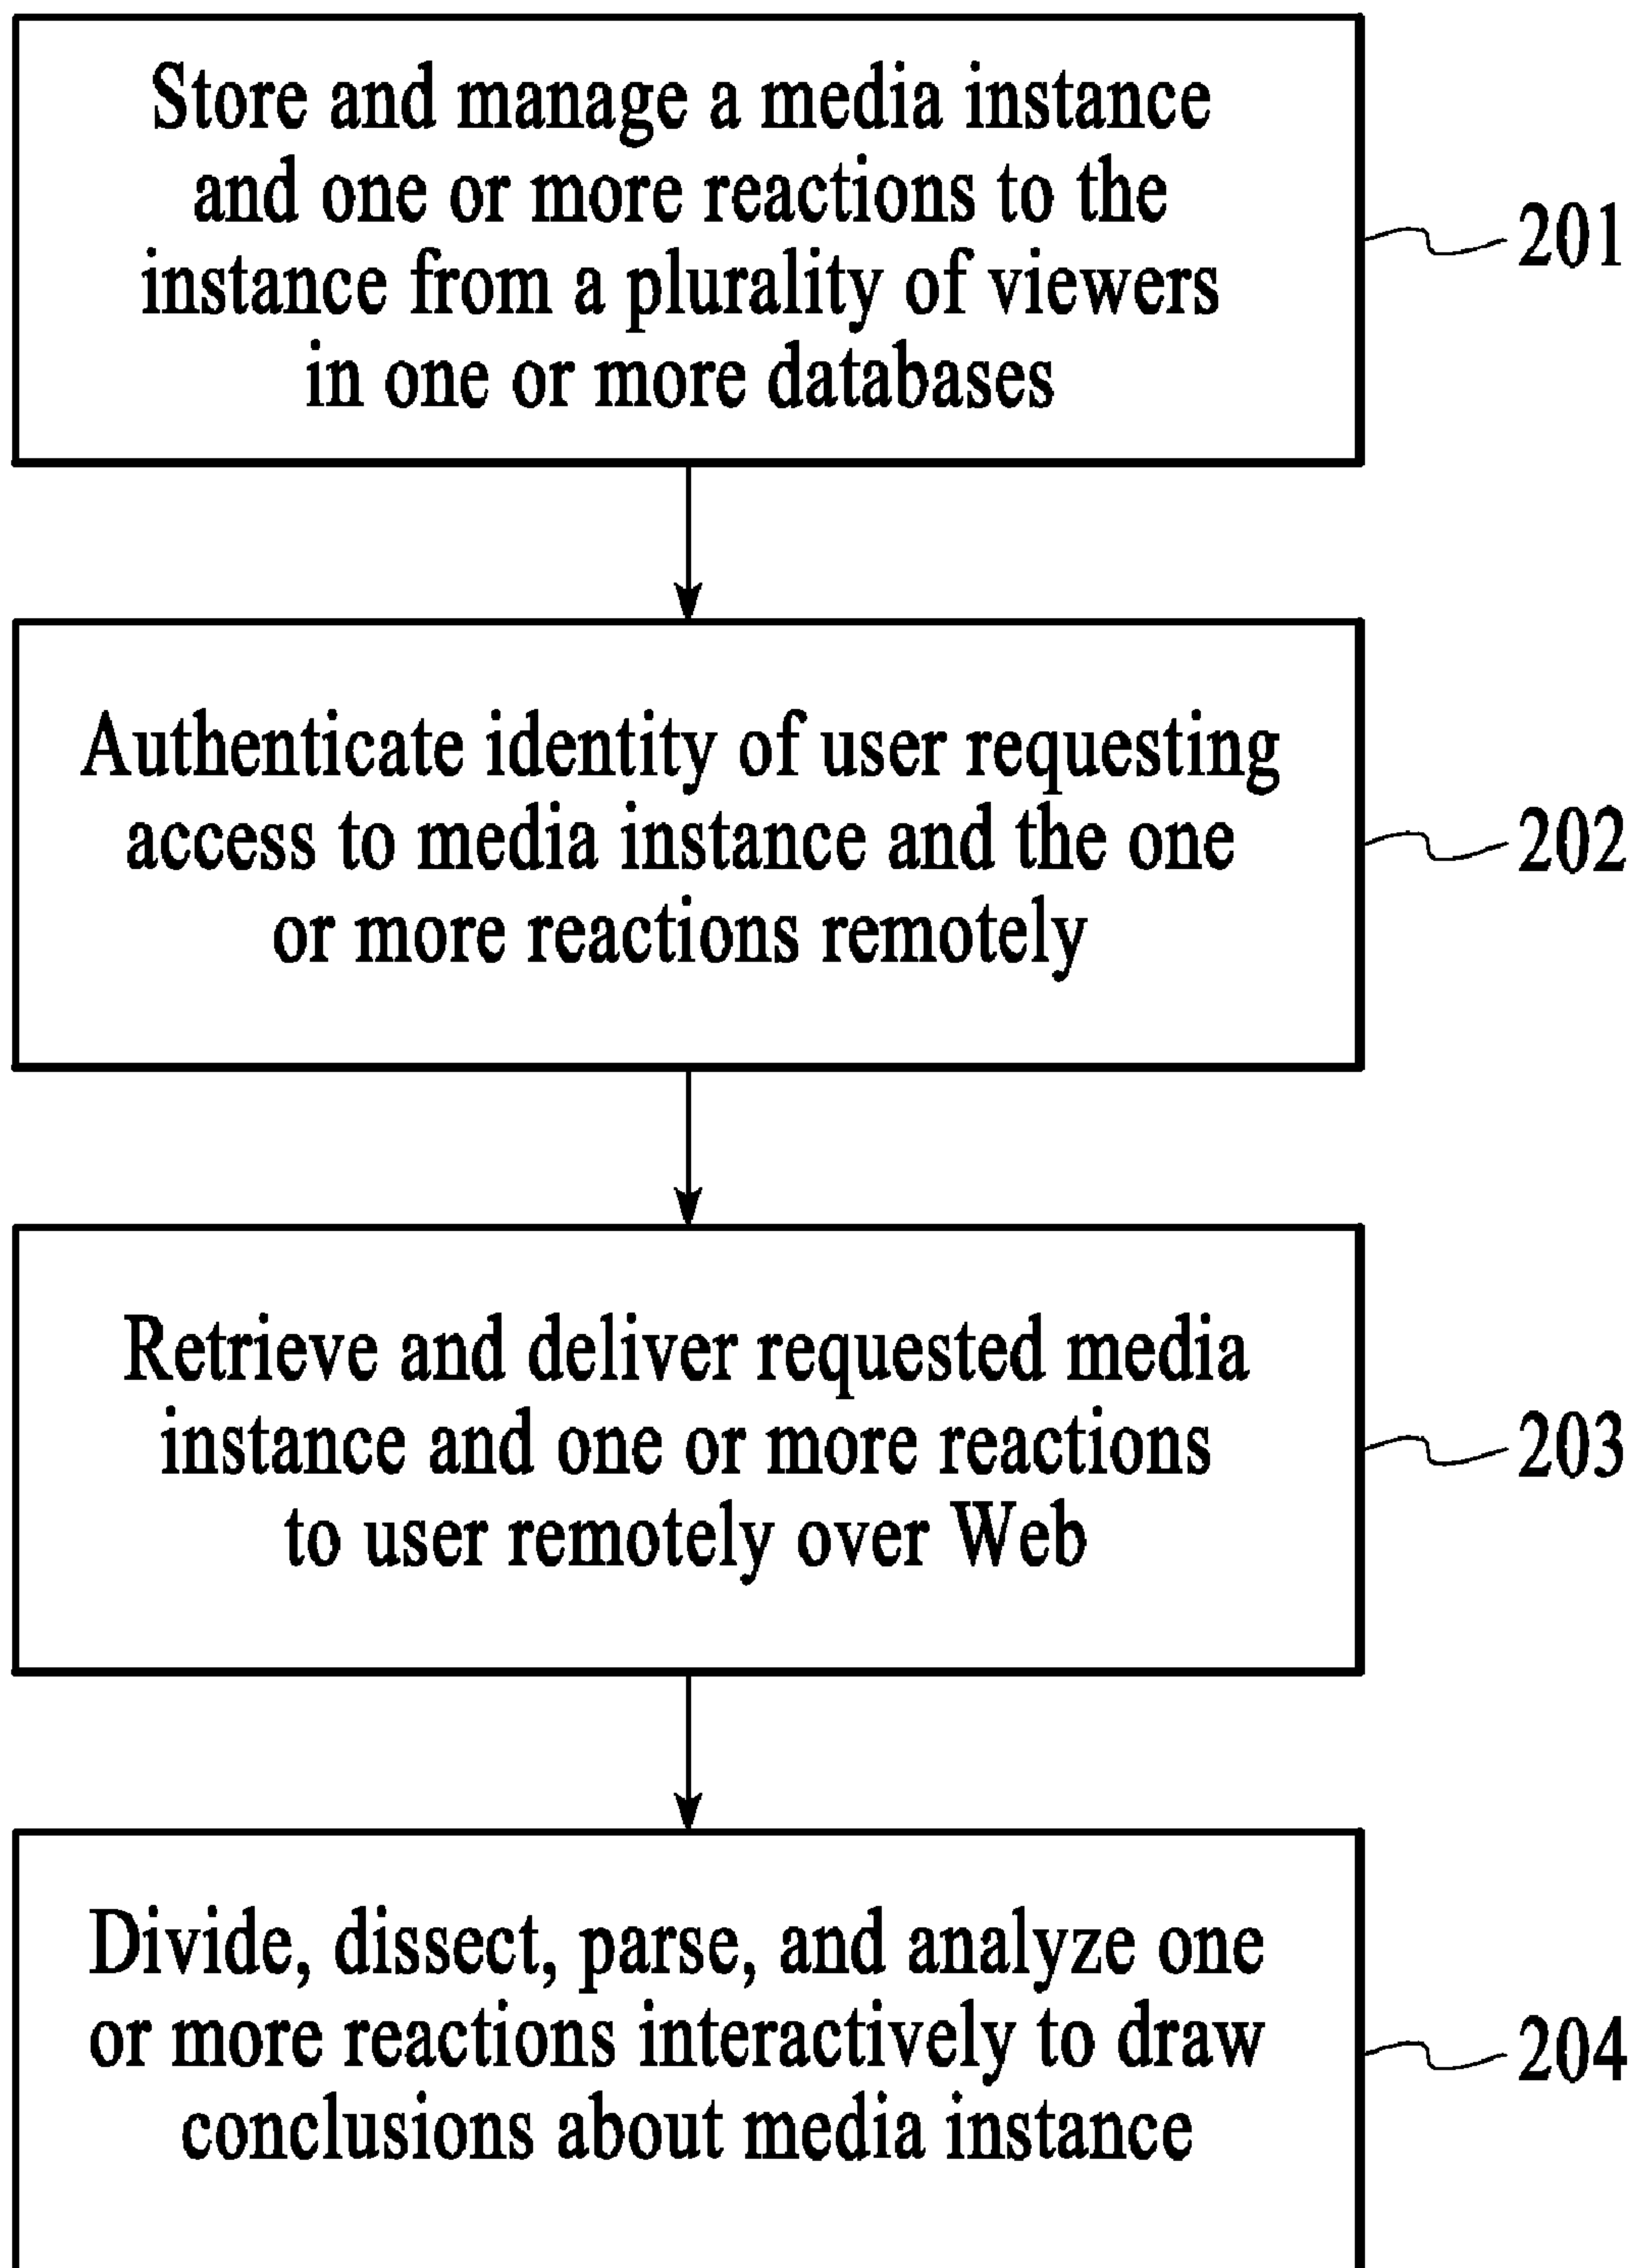 Store and manage a media instance
and one or more reactions to the
instance from a plurality of viewers
in one or more databases
201
Authenticate identity of user requesting
access to media instance and the one
or more reactions remotely
202
Retrieve and deliver requested media
instance and one or more reactions
to user remotely over Web
203
Divide, dissect, parse, and analyze one
or more reactions interactively to draw
conclusions about media instance
204